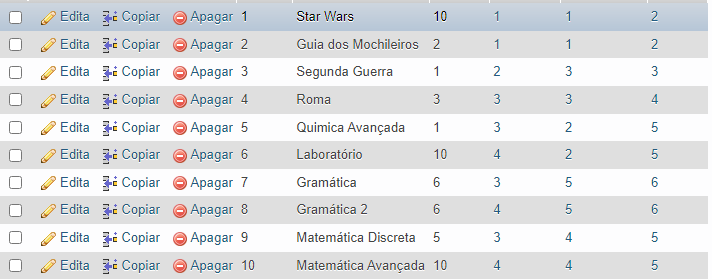 Edita Copiar Apagar 1 Star Wars 10 1 1 2
Edita Copiar Apagar 2 Guia dos Mochileiros 2 1 1 2
Edita Copiar Apagar 3 Segunda Guerra 1 2 3 3
Edita Copiar Apagar 4 Roma 3 3 3 4
Edita Copiar Apagar 5 Quimica Avançada 1 3 2 5
Edita Copiar Apagar 6 Laboratório 10 4 2 5
Edita Copiar Apagar 7 Gramática 6 3 5 6
Edita Copiar Apagar 8 Gramática 2 6 4 5 6
Edita Copiar Apagar 9 Matemática Discreta 5 3 4 5
Edita Copiar Apagar 10 Matemática Avançada 10 4 4 5